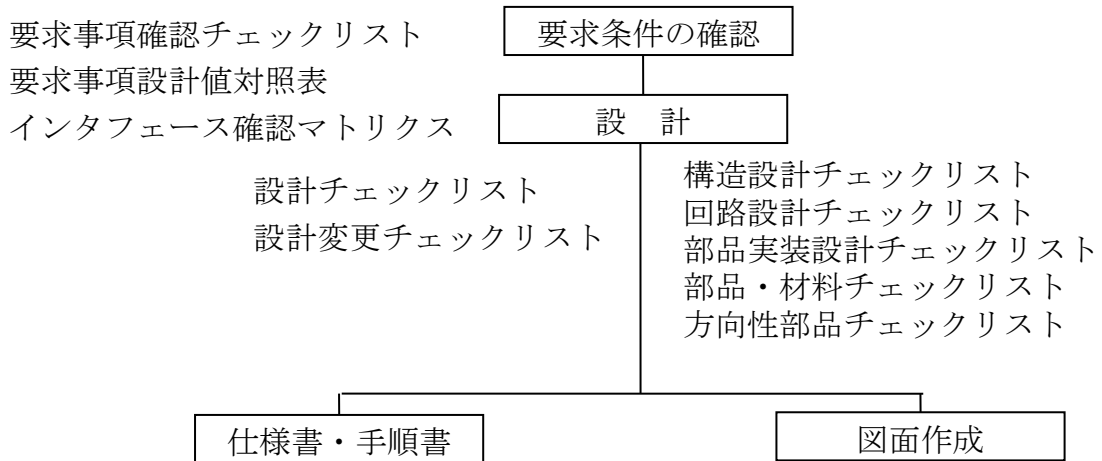 要求事項確認チェックリスト
要求条件の確認
要求事項設計値対照表
インタフェース確認マトリクス
設 計
設計チェックリスト
設計変更チェックリスト
構造設計チェックリスト
回路設計チェックリスト
部品実装設計チェックリスト
部品・材料チェックリスト
方向性部品チェックリスト
仕様書・手順書
図面作成